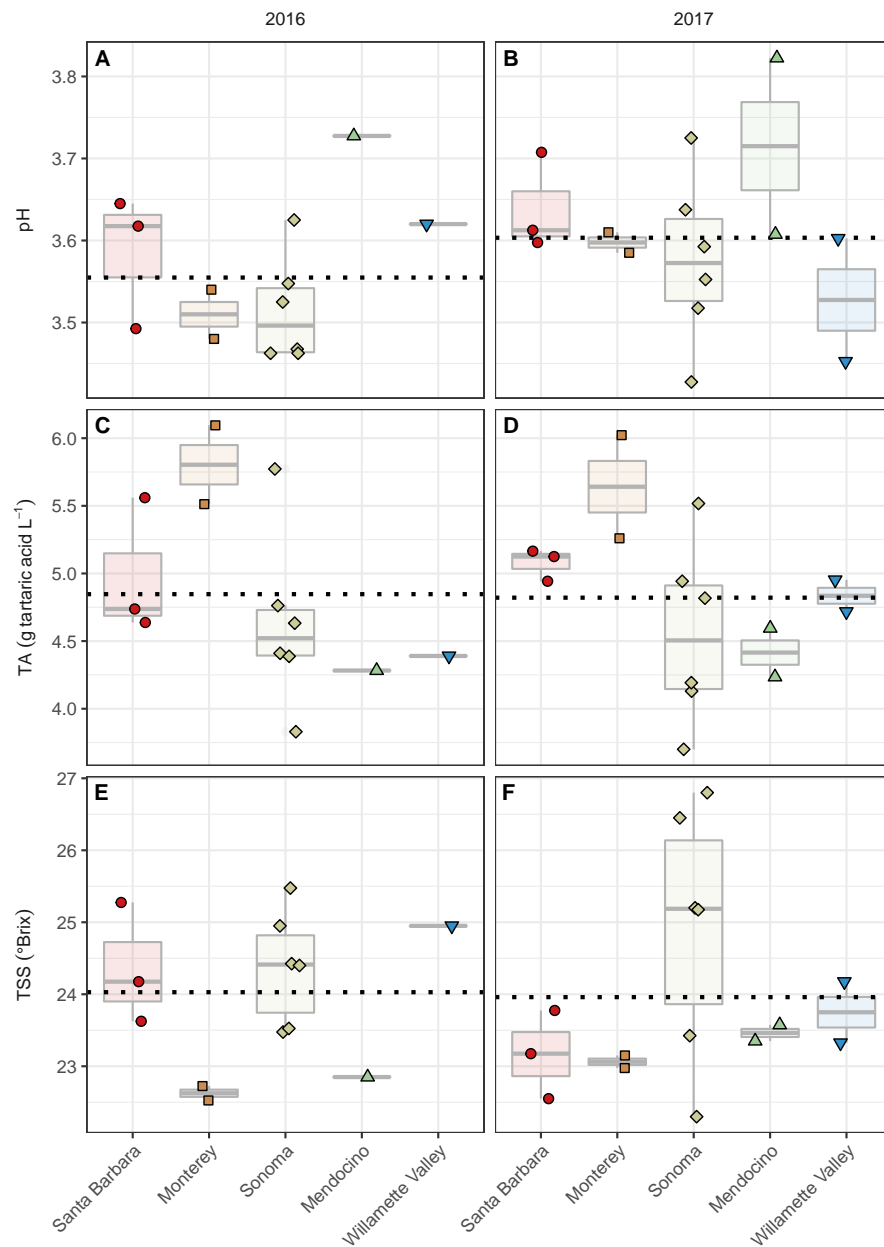 2016 2017
A B
3.8
3.7
3.6
3.5
pH
C D
6.0
5.5
5.0
4.5
4.0
TA (g tartaric acid L⁻¹)
E F
27
26
25
24
23
TSS (°Brix)
Santa Barbara Monterey Sonoma Mendocino Willamette Valley Santa Barbara Monterey Sonoma Mendocino Willamette Valley